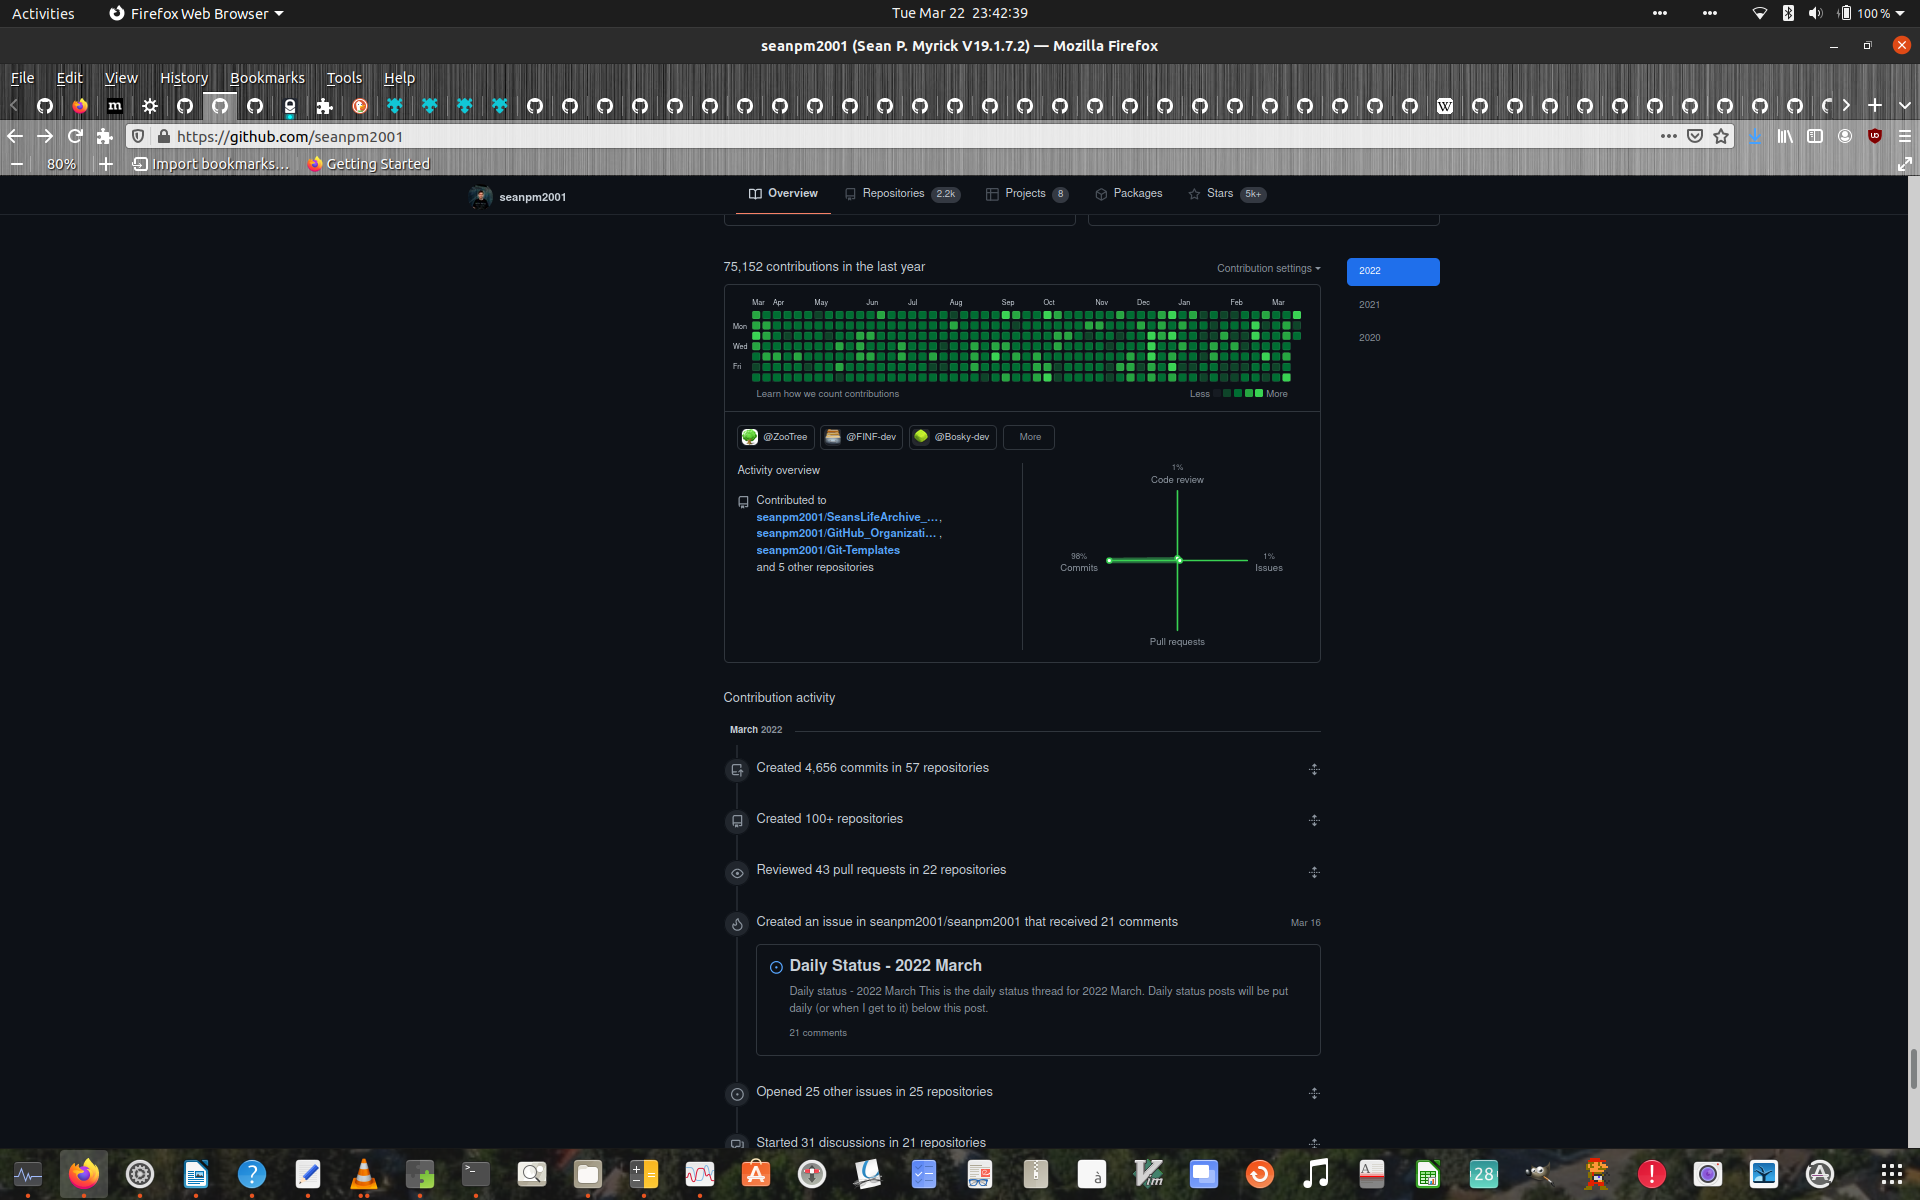 Activities
Firefox Web Browser
Tue Mar 22 23:42:39
100 %
seanpm2001 (Sean P. Myrick V19.1.7.2) — Mozilla Firefox
File Edit View History Bookmarks Tools Help
https://github.com/seanpm2001
80%
Import bookmarks...
Getting Started
seanpm2001
Overview
Repositories 2.2k
Projects 8
Packages
Stars 5k+
75,152 contributions in the last year
Contribution settings
2022
2021
2020
Mar Apr May Jun Jul Aug Sep Oct Nov Dec Jan Feb Mar
Mon
Wed
Fri
Learn how we count contributions
Less
More
@ZooTree
@FINF-dev
@Bosky-dev
More
Activity overview
Contributed to
seanpm2001/SeansLifeArchive_... ,
seanpm2001/GitHub_Organizati... ,
seanpm2001/Git-Templates
and 5 other repositories
1%
Code review
98%
Commits
1%
Issues
Pull requests
Contribution activity
March 2022
Created 4,656 commits in 57 repositories
Created 100+ repositories
Reviewed 43 pull requests in 22 repositories
Created an issue in seanpm2001/seanpm2001 that received 21 comments
Mar 16
Daily Status - 2022 March
Daily status - 2022 March This is the daily status thread for 2022 March. Daily status posts will be put
daily (or when I get to it) below this post.
21 comments
Opened 25 other issues in 25 repositories
Started 31 discussions in 21 repositories
28